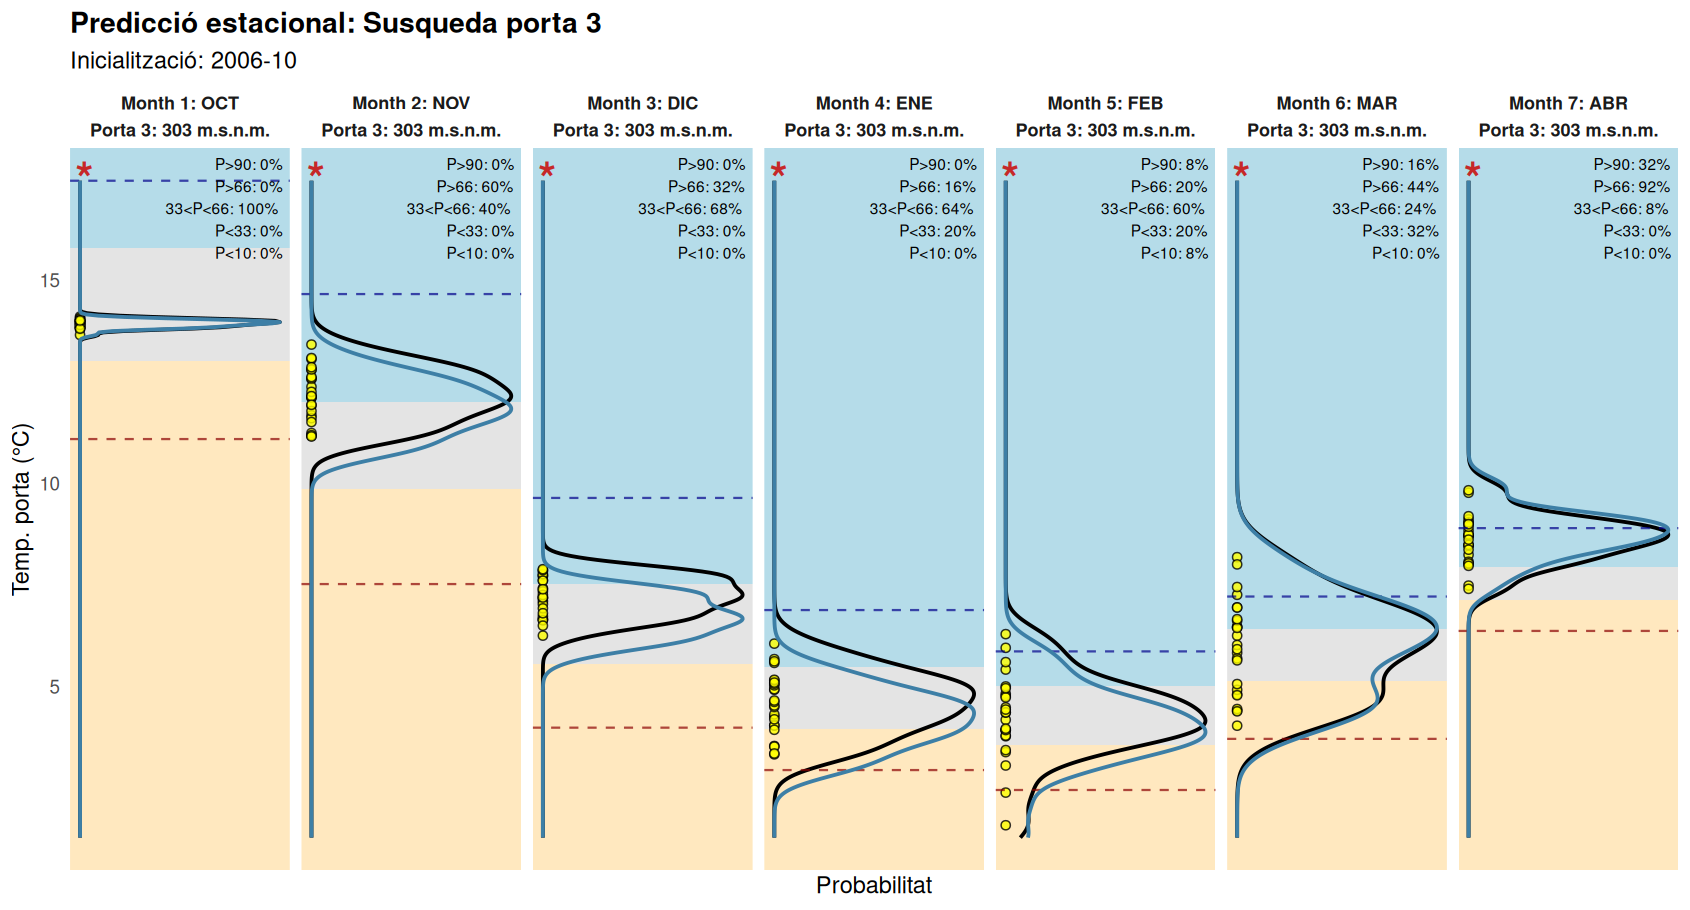 Predicció estacional: Susqueda porta 3
Inicialització: 2006-10
Month 1: OCT
Porta 3: 303 m.s.n.m.
Month 2: NOV
Porta 3: 303 m.s.n.m.
Month 3: DIC
Porta 3: 303 m.s.n.m.
Month 4: ENE
Porta 3: 303 m.s.n.m.
Month 5: FEB
Porta 3: 303 m.s.n.m.
Month 6: MAR
Porta 3: 303 m.s.n.m.
Month 7: ABR
Porta 3: 303 m.s.n.m.
*
P>90: 0%
P>66: 0%
33<P<66: 100%
P<33: 0%
P<10: 0%
*
P>90: 0%
P>66: 60%
33<P<66: 40%
P<33: 0%
P<10: 0%
*
P>90: 0%
P>66: 32%
33<P<66: 68%
P<33: 0%
P<10: 0%
*
P>90: 0%
P>66: 16%
33<P<66: 64%
P<33: 20%
P<10: 0%
*
P>90: 8%
P>66: 20%
33<P<66: 60%
P<33: 20%
P<10: 8%
*
P>90: 16%
P>66: 44%
33<P<66: 24%
P<33: 32%
P<10: 0%
*
P>90: 32%
P>66: 92%
33<P<66: 8%
P<33: 0%
P<10: 0%
15
10
5
Temp. porta (°C)
Probabilitat